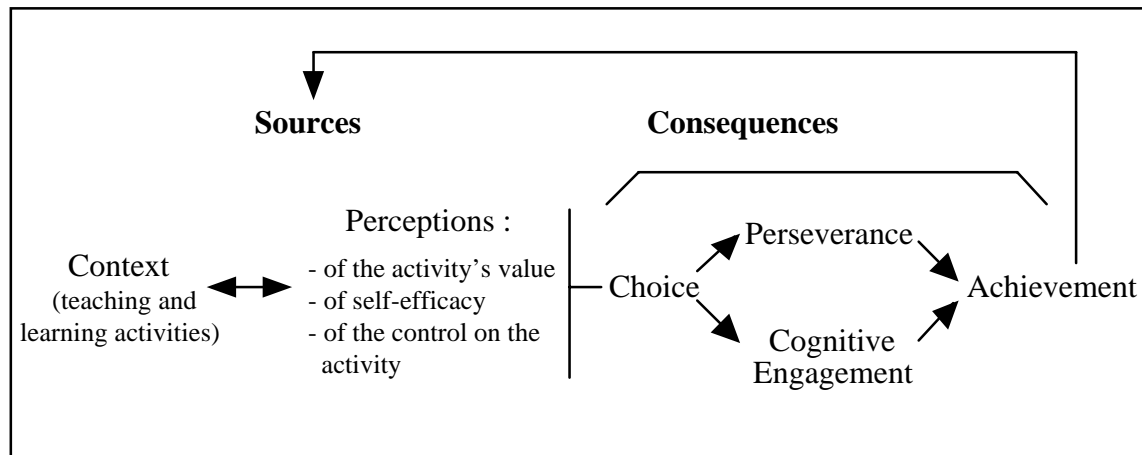 Sources
Consequences
Context
(teaching and
learning activities)
Perceptions :
- of the activity’s value
- of self-efficacy
- of the control on the
activity
Choice
Perseverance
Cognitive
Engagement
Achievement